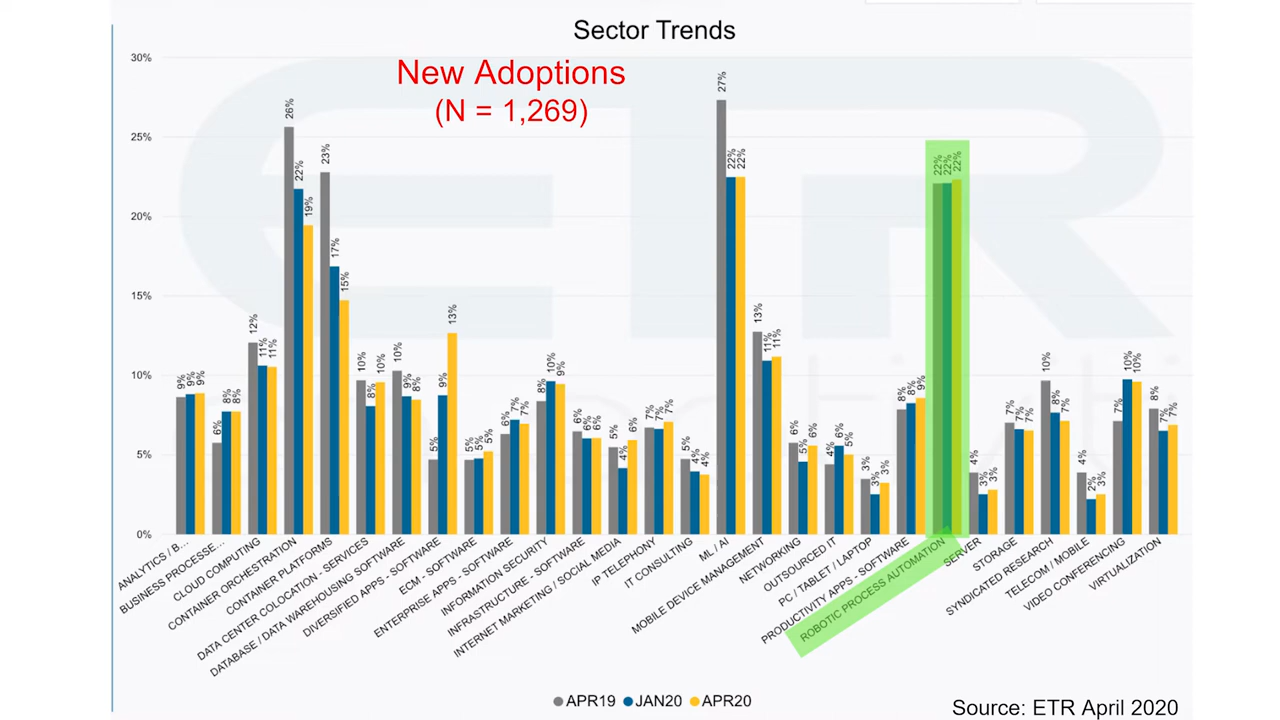 Sector Trends
New Adoptions
(N = 1,269)
30%
25%
20%
15%
10%
5%
0%
9% 9% 9%
6% 8% 8%
12% 11% 11%
26% 22% 19%
23% 17% 15%
10% 8% 10%
10% 9% 8%
5% 9% 13%
5% 5% 5%
6% 7% 7%
8% 10% 9%
6% 6% 6%
5% 4% 6%
7% 7% 7%
5% 4% 4%
27% 22% 22%
13% 11% 11%
6% 5% 6%
4% 6% 5%
3% 3% 3%
8% 8% 9%
22% 22% 22%
4% 3% 3%
7% 7% 7%
10% 8% 7%
4% 2% 3%
7% 10% 10%
8% 7% 7%
ANALYTICS / B...
BUSINESS PROCESSE...
CLOUD COMPUTING
CONTAINER ORCHESTRATION
CONTAINER PLATFORMS
DATA CENTER COLOCATION - SERVICES
DATABASE / DATA WAREHOUSING SOFTWARE
DIVERSIFIED APPS - SOFTWARE
ECM - SOFTWARE
ENTERPRISE APPS - SOFTWARE
INFORMATION SECURITY
INFRASTRUCTURE - SOFTWARE
INTERNET MARKETING / SOCIAL MEDIA
IP TELEPHONY
IT CONSULTING
ML / AI
MOBILE DEVICE MANAGEMENT
NETWORKING
OUTSOURCED IT
PC / TABLET / LAPTOP
PRODUCTIVITY APPS - SOFTWARE
ROBOTIC PROCESS AUTOMATION
SERVER
STORAGE
SYNDICATED RESEARCH
TELECOM / MOBILE
VIDEO CONFERENCING
VIRTUALIZATION
APR19 JAN20 APR20
Source: ETR April 2020
ETR